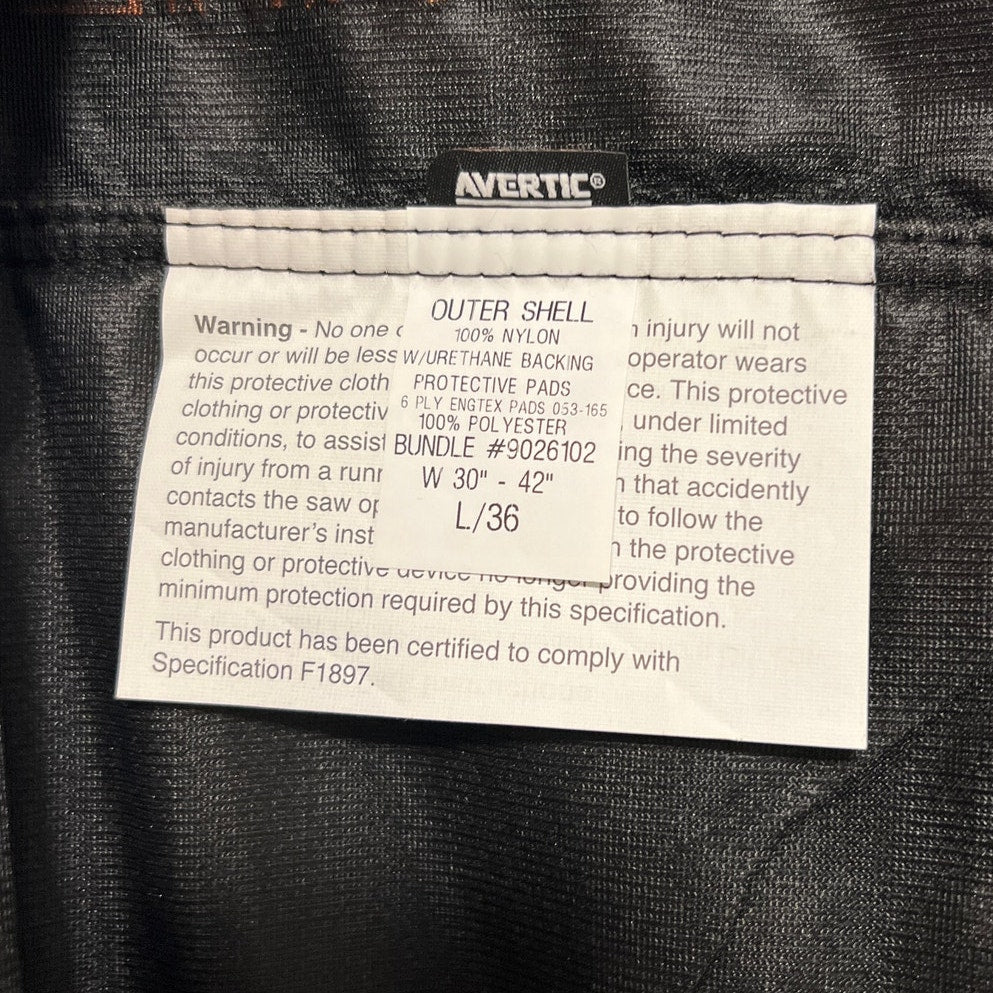 AVERTIC
OUTER SHELL
100% NYLON
W/URETHANE BACKING
PROTECTIVE PADS
6 PLY ENGTEX PADS 053-165
100% POLYESTER
BUNDLE #9026102
W 30" - 42"
L/36
Warning - No one injury will not
occur or will be less operator wears
this protective cloth ce. This protective
clothing or protectiv under limited
conditions, to assist ing the severity
of injury from a run that accidently
contacts the saw op to follow the
manufacturer's inst the protective
clothing or protective device no longer providing the
minimum protection required by this specification.
This product has been certified to comply with
Specification F1897.